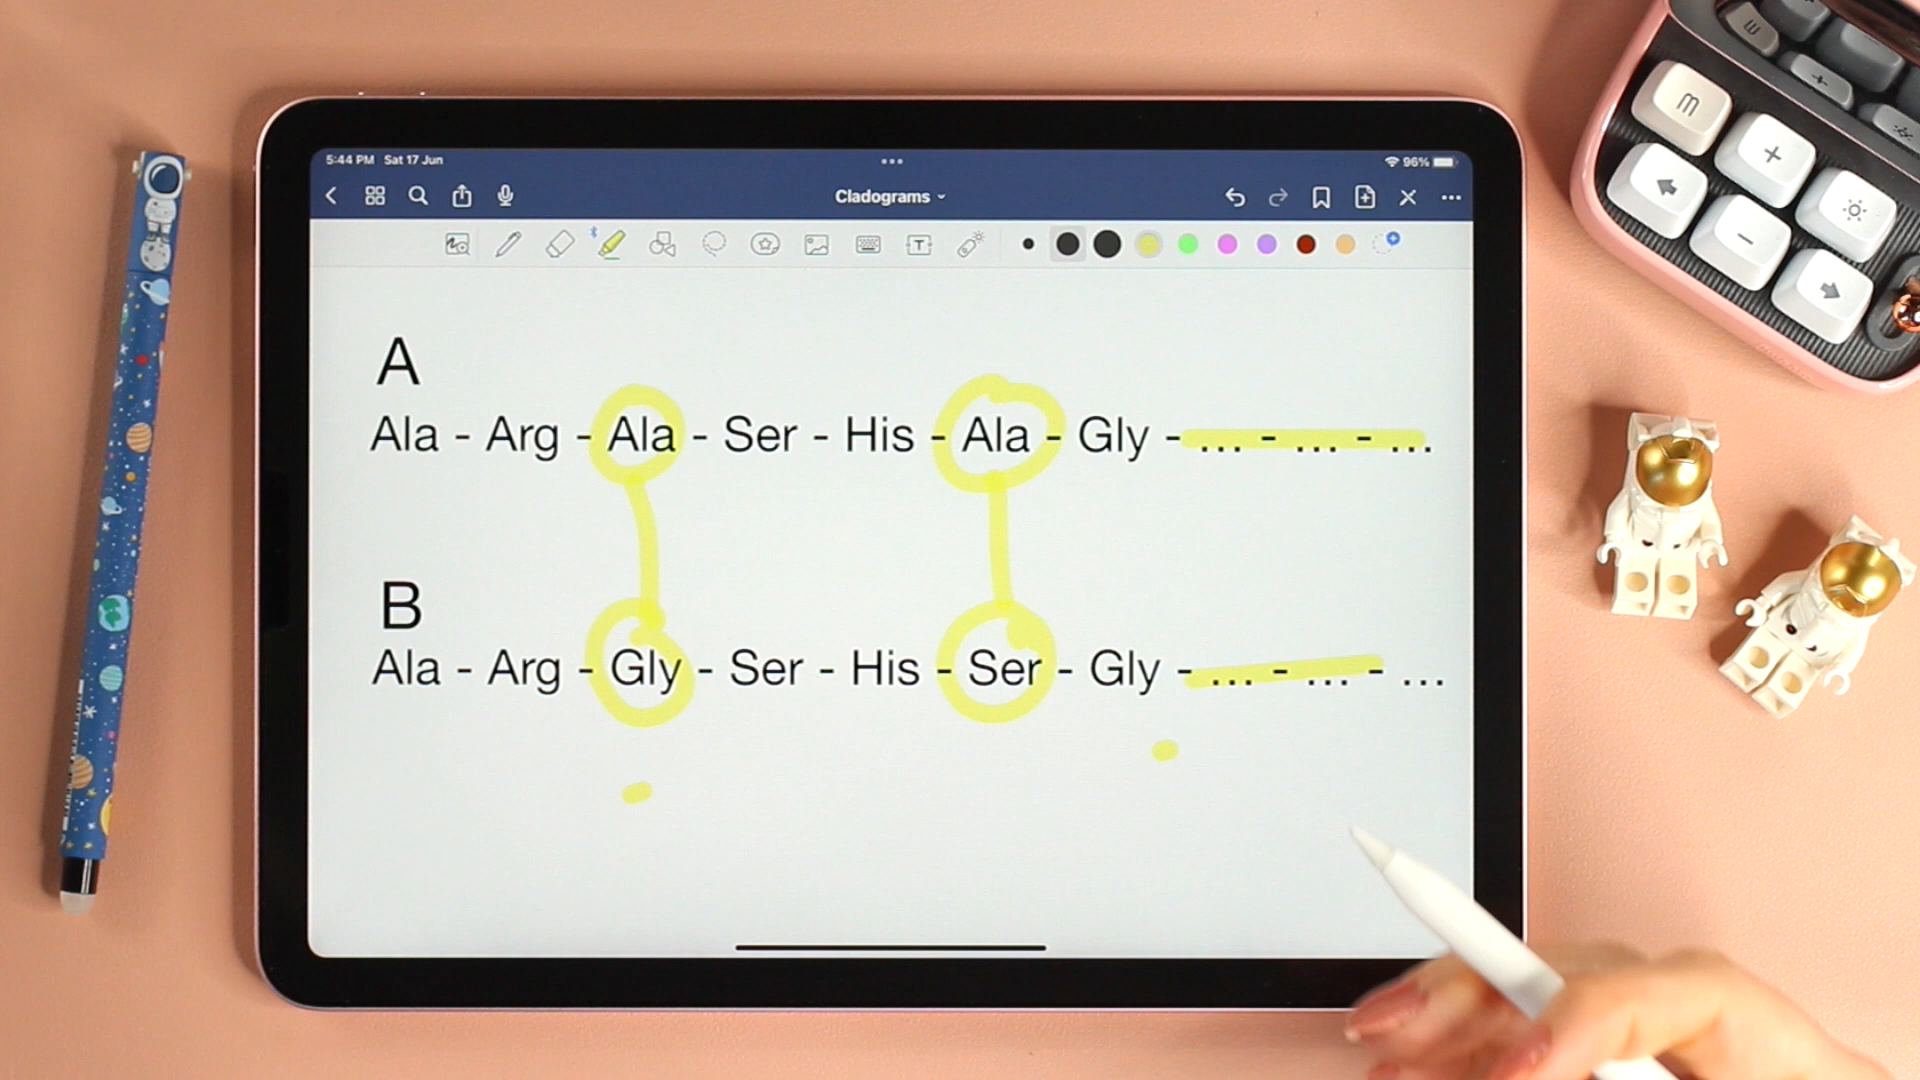 5:44 PM Sat 17 Jun
96%
Cladograms
T
A
Ala - Arg - Ala - Ser - His - Ala - Gly - ... - ... - ...
B
Ala - Arg - Gly - Ser - His - Ser - Gly - ... - ... - ...
m
+
-